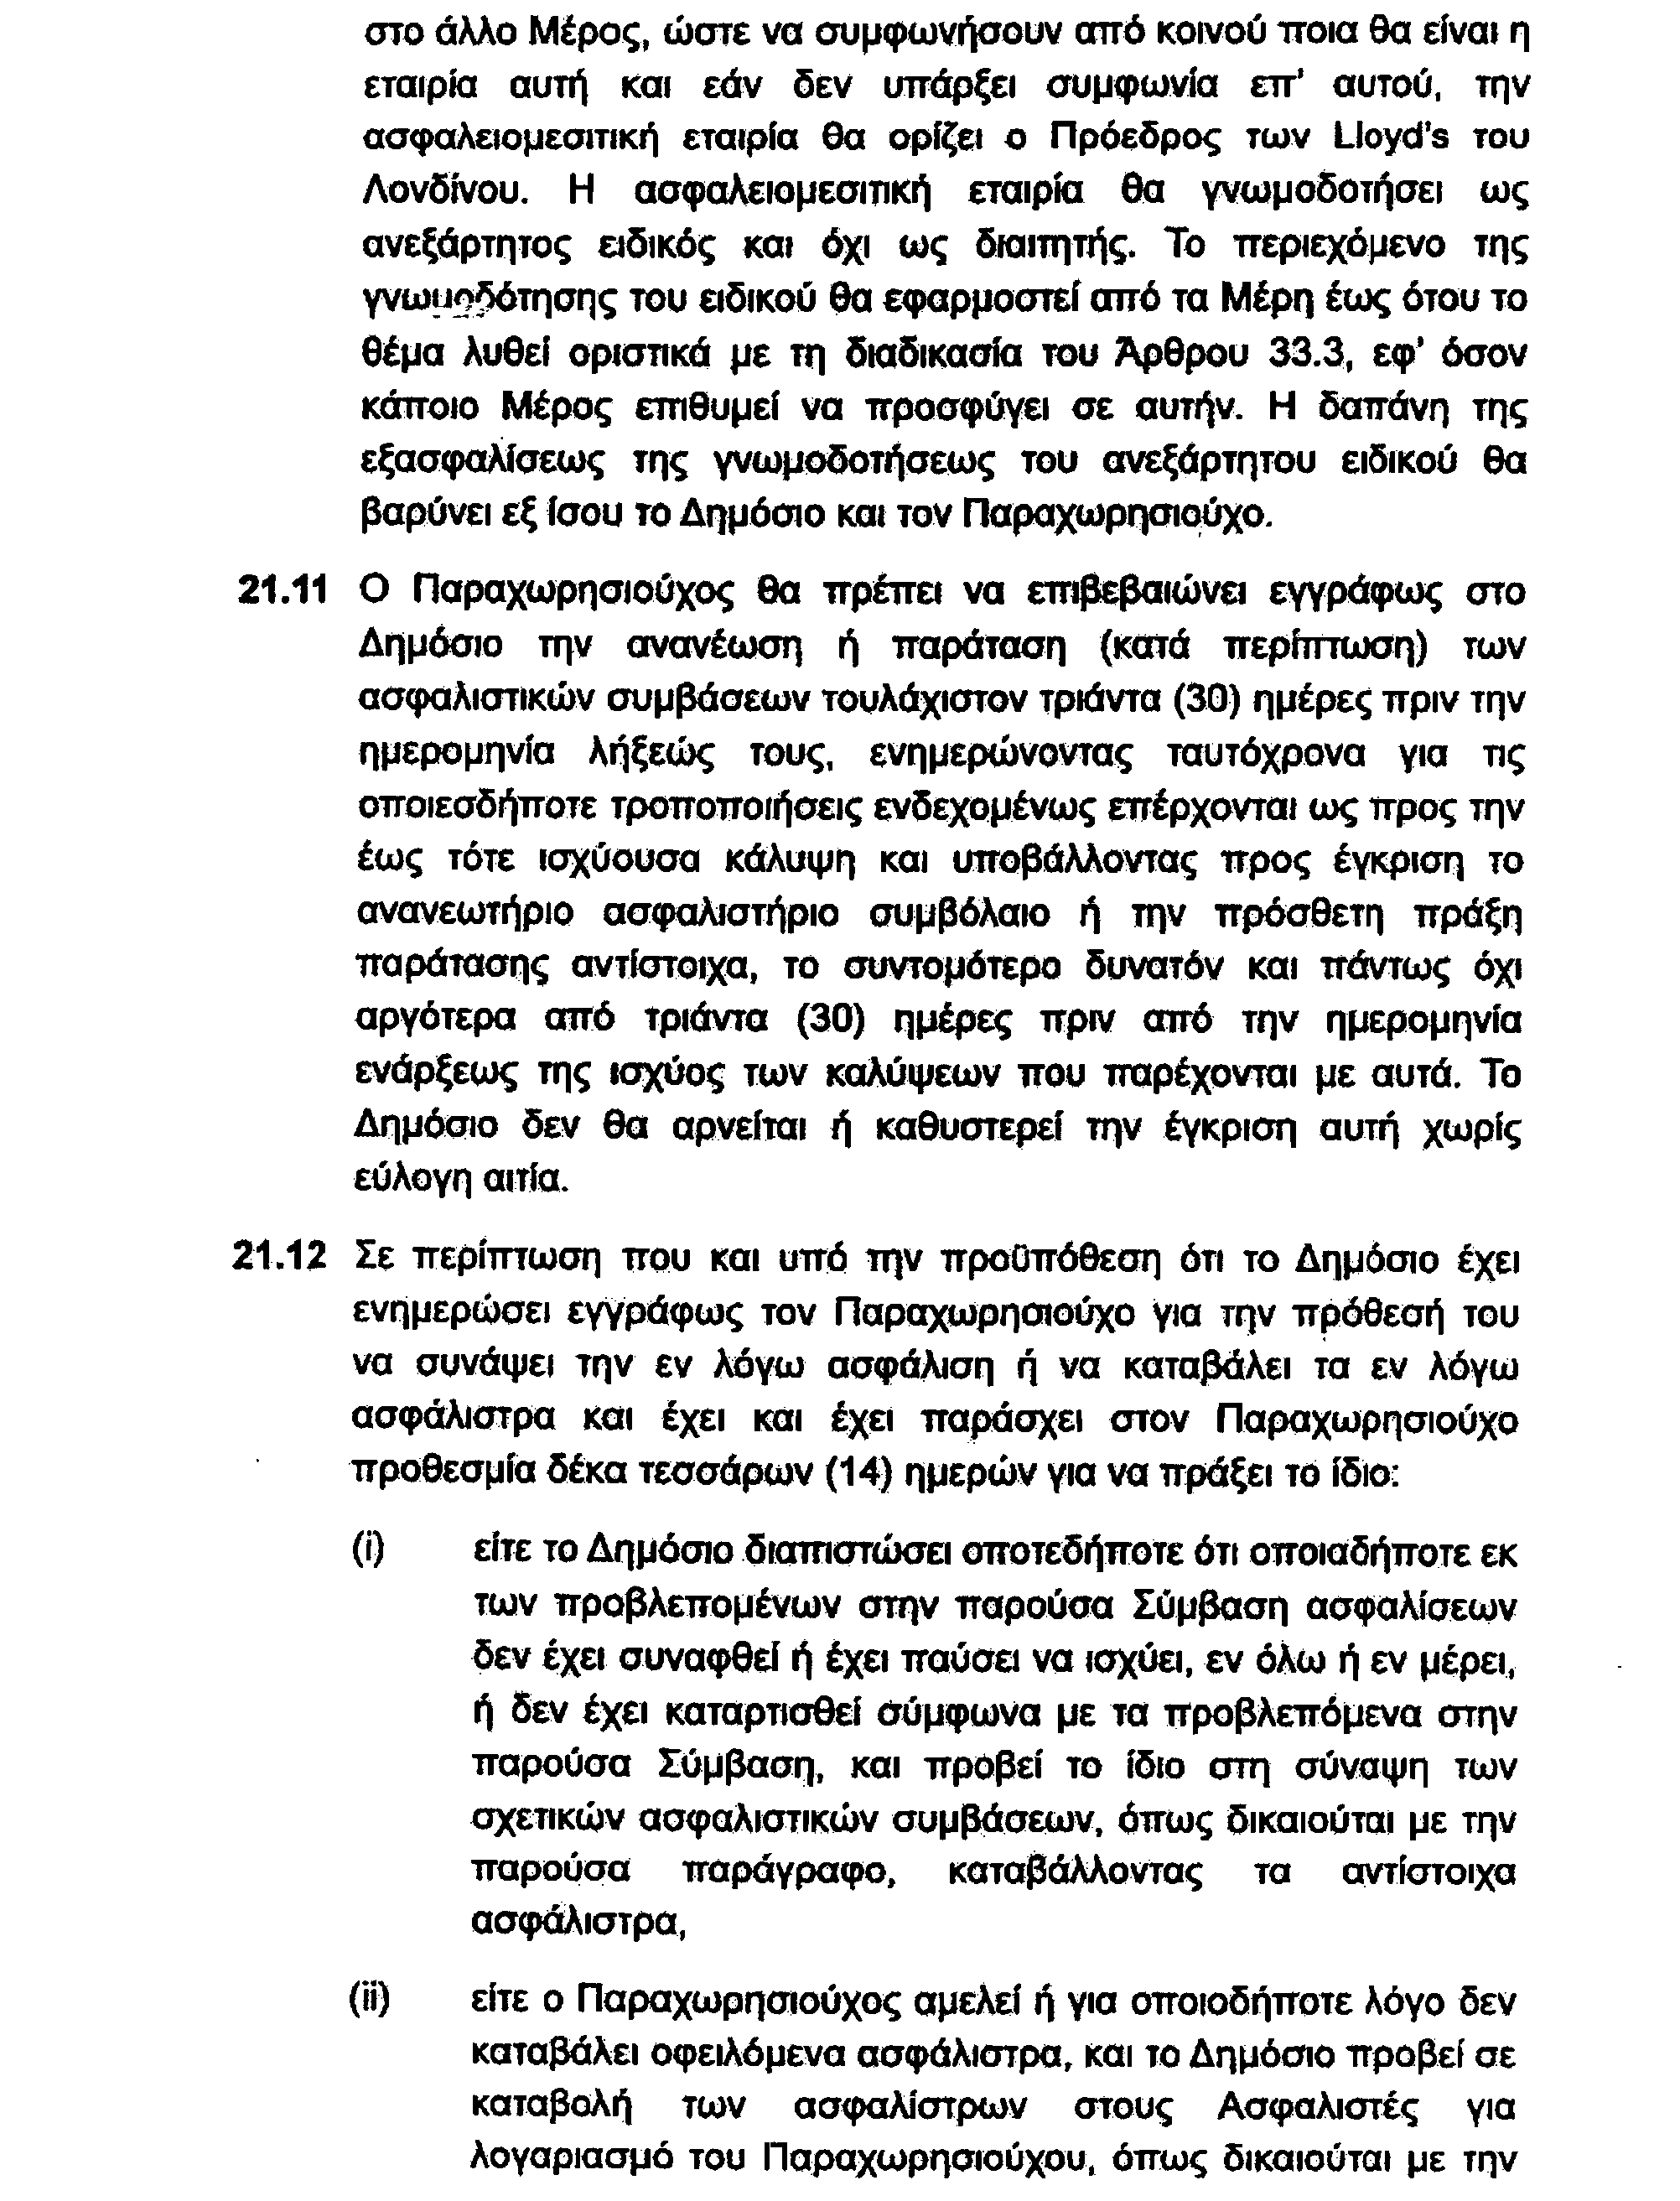 στο άλλο Μέρος, ώστε να συμφωνήσουν από κοινού ποια θα είναι η
εταιρία αυτή και εάν δεν υπάρξει συμφωνία επ' αυτού, την
ασφαλειομεσιτική εταιρία θα ορίζει ο Πρόεδρος των Lloyd's του
Λονδίνου. Η ασφαλειομεσιτική εταιρία θα γνωμοδοτήσει ως
ανεξάρτητος ειδικός και όχι ως διαιτητής. Το περιεχόμενο της
γνωμοδότησης του ειδικού θα εφαρμοστεί από τα Μέρη έως ότου το
θέμα λυθεί οριστικά με τη διαδικασία του Άρθρου 33.3, εφ' όσον
κάποιο Μέρος επιθυμεί να προσφύγει σε αυτήν. Η δαπάνη της
εξασφαλίσεως της γνωμοδοτήσεως του ανεξάρτητου ειδικού θα
βαρύνει εξ ίσου το Δημόσιο και τον Παραχωρησιούχο.
21.11 Ο Παραχωρησιούχος θα πρέπει να επιβεβαιώνει εγγράφως στο
Δημόσιο την ανανέωση ή παράταση (κατά περίπτωση) των
ασφαλιστικών συμβάσεων τουλάχιστον τριάντα (30) ημέρες πριν την
ημερομηνία λήξεώς τους, ενημερώνοντας ταυτόχρονα για τις
οποιεσδήποτε τροποποιήσεις ενδεχομένως επέρχονται ως προς την
έως τότε ισχύουσα κάλυψη και υποβάλλοντας προς έγκριση το
ανανεωτήριο ασφαλιστήριο συμβόλαιο ή την πρόσθετη πράξη
παράτασης αντίστοιχα, το συντομότερο δυνατόν και πάντως όχι
αργότερα από τριάντα (30) ημέρες πριν από την ημερομηνία
ενάρξεως της ισχύος των καλύψεων που παρέχονται με αυτά. Το
Δημόσιο δεν θα αρνείται ή καθυστερεί την έγκριση αυτή χωρίς
εύλογη αιτία.
21.12 Σε περίπτωση που και υπό την προϋπόθεση ότι το Δημόσιο έχει
ενημερώσει εγγράφως τον Παραχωρησιούχο για την πρόθεσή του
να συνάψει την εν λόγω ασφάλιση ή να καταβάλει τα εν λόγω
ασφάλιστρα και έχει και έχει παράσχει στον Παραχωρησιούχο
προθεσμία δέκα τεσσάρων (14) ημερών για να πράξει το ίδιο:
(i) είτε το Δημόσιο διαπιστώσει οποτεδήποτε ότι οποιαδήποτε εκ
των προβλεπομένων στην παρούσα Σύμβαση ασφαλίσεων
δεν έχει συναφθεί ή έχει παύσει να ισχύει, εν όλω ή εν μέρει,
ή δεν έχει καταρτισθεί σύμφωνα με τα προβλεπόμενα στην
παρούσα Σύμβαση, και προβεί το ίδιο στη σύναψη των
σχετικών ασφαλιστικών συμβάσεων, όπως δικαιούται με την
παρούσα παράγραφο, καταβάλλοντας τα αντίστοιχα
ασφάλιστρα,
(ii) είτε ο Παραχωρησιούχος αμελεί ή για οποιοδήποτε λόγο δεν
καταβάλει οφειλόμενα ασφάλιστρα, και το Δημόσιο προβεί σε
καταβολή των ασφαλίστρων στους Ασφαλιστές για
λογαριασμό του Παραχωρησιούχου, όπως δικαιούται με την